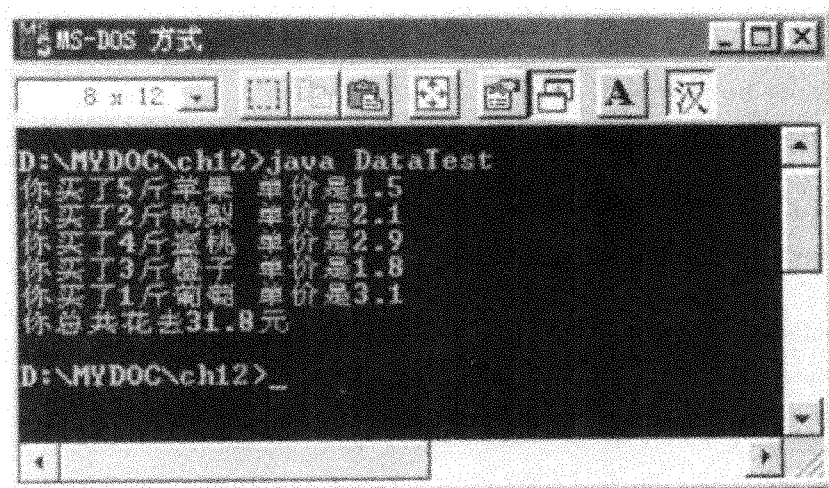 MS-DOS 方式
8 x 12
A
汉
D:\MYDOC\ch12>java DataTest
你买了5斤苹果 单价是1.5
你买了2斤鸭梨 单价是2.1
你买了4斤蜜桃 单价是2.9
你买了3斤橙子 单价是1.8
你买了1斤葡萄 单价是3.1
你总共花去31.8元
D:\MYDOC\ch12>_